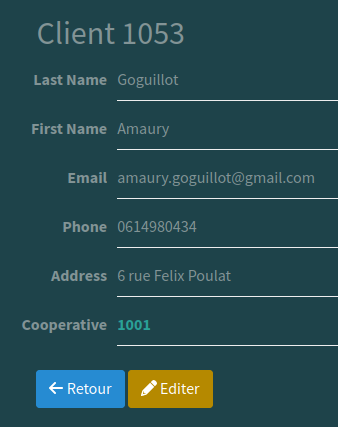 Client 1053
Last Name Goguillot
First Name Amaury
Email amaury.goguillot@gmail.com
Phone 0614980434
Address 6 rue Felix Poulat
Cooperative 1001
Retour Editer